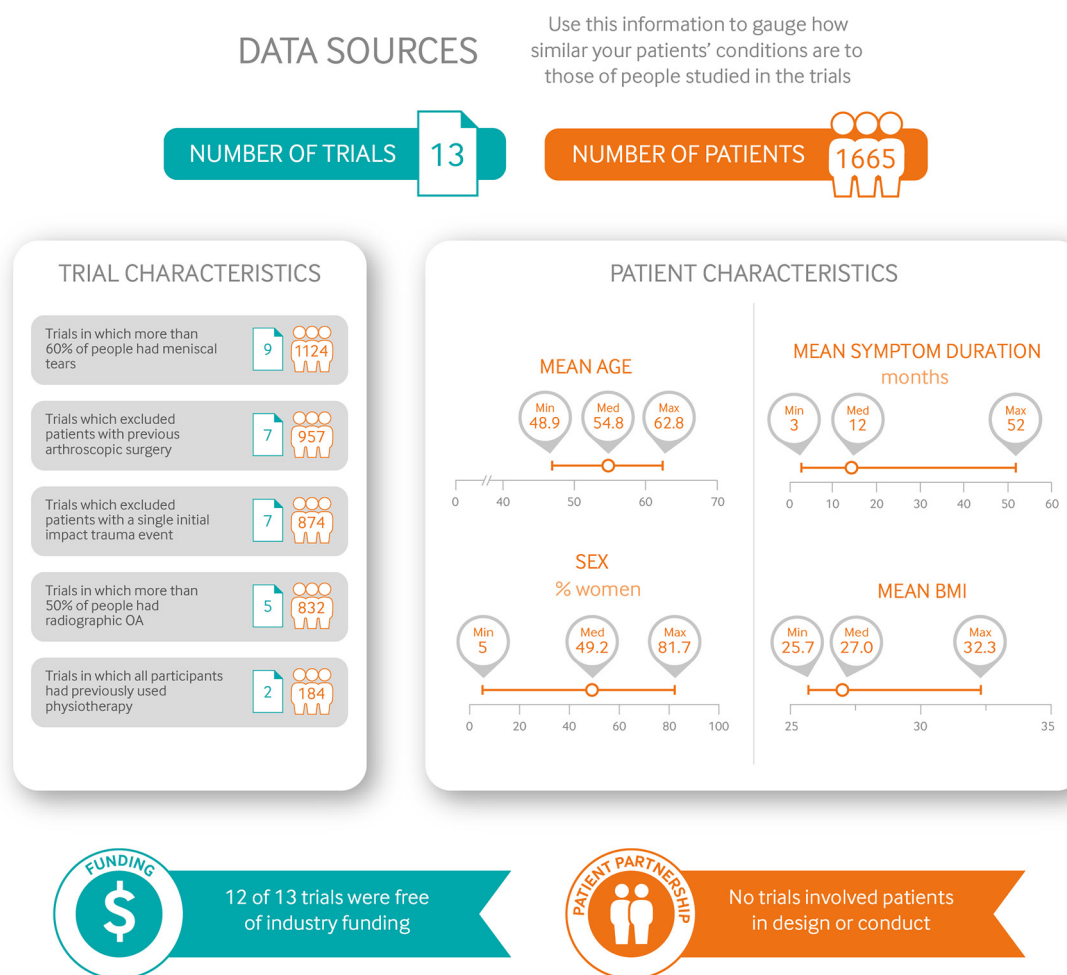 DATA SOURCES
Use this information to gauge how
similar your patients’ conditions are to
those of people studied in the trials
NUMBER OF TRIALS 13
NUMBER OF PATIENTS 1665
TRIAL CHARACTERISTICS
Trials in which more than
60% of people had meniscal
tears
9 1124
Trials which excluded
patients with previous
arthroscopic surgery
7 957
Trials which excluded
patients with a single initial
impact trauma event
7 874
Trials in which more than
50% of people had
radiographic OA
5 832
Trials in which all participants
had previously used
physiotherapy
2 184
PATIENT CHARACTERISTICS
MEAN AGE
Min Med Max
48.9 54.8 62.8
0 40 50 60 70
MEAN SYMPTOM DURATION
months
Min Med Max
3 12 52
0 10 20 30 40 50 60
SEX
% women
Min Med Max
5 49.2 81.7
0 20 40 60 80 100
MEAN BMI
Min Med Max
25.7 27.0 32.3
25 30 35
FUNDING
$
12 of 13 trials were free
of industry funding
PATIENT PARTNERSHIP
No trials involved patients
in design or conduct